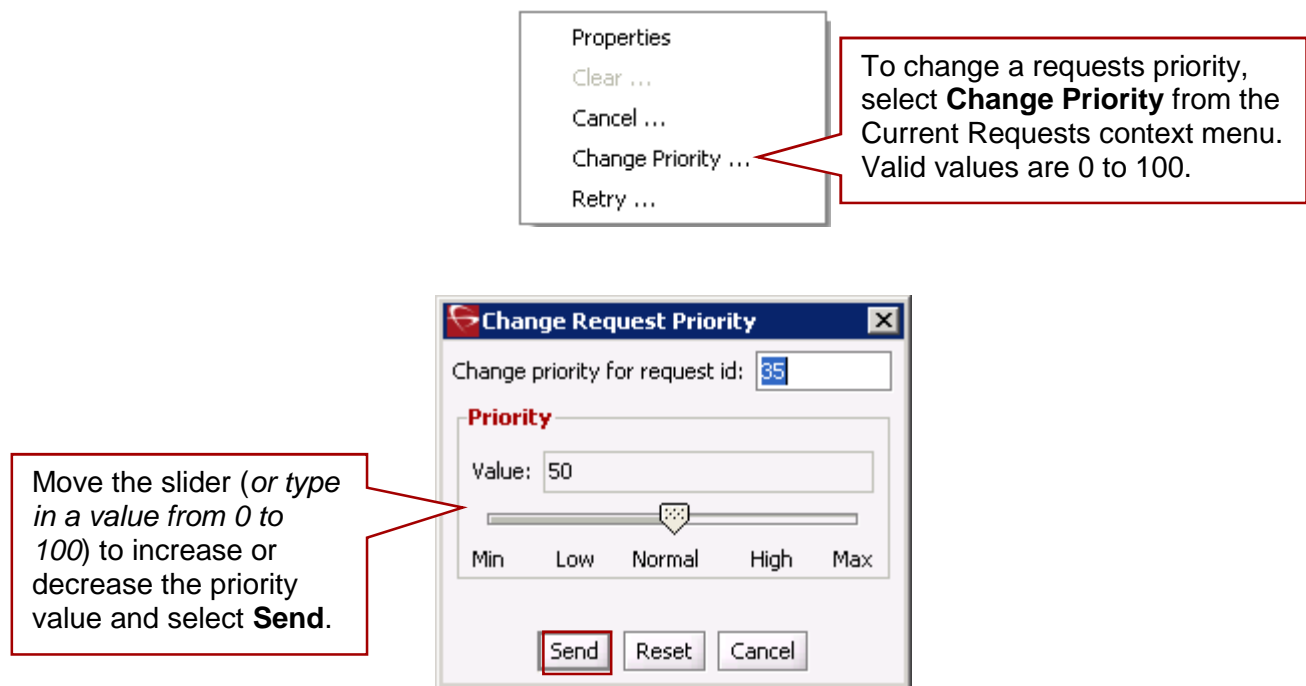 Properties
Clear ...
Cancel ...
Change Priority ...
Retry ...
To change a requests priority,
select Change Priority from the
Current Requests context menu.
Valid values are 0 to 100.
Change Request Priority
Change priority for request id: 35
Priority
Value: 50
Min Low Normal High Max
Send Reset Cancel
Move the slider (or type
in a value from 0 to
100) to increase or
decrease the priority
value and select Send.